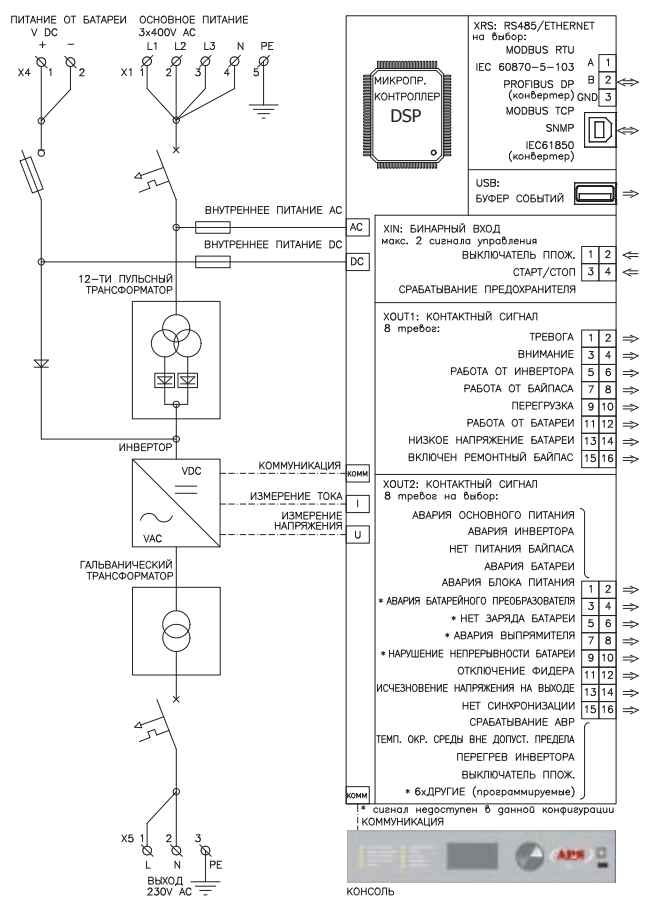 ПИТАНИЕ ОТ БАТАРЕИ
V DC
+ −
X4 1 2
ОСНОВНОЕ ПИТАНИЕ
3x400V AC
L1 L2 L3 N PE
X1 1 2 3 4 5
ВНУТРЕННЕЕ ПИТАНИЕ AC
ВНУТРЕННЕЕ ПИТАНИЕ DC
12-ТИ ПУЛЬСНЫЙ
ТРАНСФОРМАТОР
ИНВЕРТОР
VDC
VAC
КОММУНИКАЦИЯ
ИЗМЕРЕНИЕ ТОКА
ИЗМЕРЕНИЕ
НАПРЯЖЕНИЯ
ГАЛЬВАНИЧЕСКИЙ
ТРАНСФОРМАТОР
X5 1 2 3
L N PE
ВЫХОД
230V AC
МИКРОПР.
КОНТРОЛЛЕР
DSP
AC
DC
КОММ
I
U
КОММ
XRS: RS485/ETHERNET
на выбор:
MODBUS RTU
IEC 60870-5-103
PROFIBUS DP
(конвертер)
MODBUS TCP
SNMP
IEC61850
(конвертер)
A 1
B 2
GND 3
USB:
БУФЕР СОБЫТИЙ
XIN: БИНАРНЫЙ ВХОД
макс. 2 сигнала управления
ВЫКЛЮЧАТЕЛЬ ППОЖ. 1 2
СТАРТ/СТОП 3 4
СРАБАТЫВАНИЕ ПРЕДОХРАНИТЕЛЯ
XOUT1: КОНТАКТНЫЙ СИГНАЛ
8 тревог:
ТРЕВОГА 1 2
ВНИМАНИЕ 3 4
РАБОТА ОТ ИНВЕРТОРА 5 6
РАБОТА ОТ БАЙПАСА 7 8
ПЕРЕГРУЗКА 9 10
РАБОТА ОТ БАТАРЕИ 11 12
НИЗКОЕ НАПРЯЖЕНИЕ БАТАРЕИ 13 14
ВКЛЮЧЕН РЕМОНТНЫЙ БАЙПАС 15 16
XOUT2: КОНТАКТНЫЙ СИГНАЛ
8 тревог на выбор:
АВАРИЯ ОСНОВНОГО ПИТАНИЯ
АВАРИЯ ИНВЕРТОРА
НЕТ ПИТАНИЯ БАЙПАСА
АВАРИЯ БАТАРЕИ
АВАРИЯ БЛОКА ПИТАНИЯ 1 2
* АВАРИЯ БАТАРЕЙНОГО ПРЕОБРАЗОВАТЕЛЯ 3 4
* НЕТ ЗАРЯДА БАТАРЕИ 5 6
* АВАРИЯ ВЫПРЯМИТЕЛЯ 7 8
* НАРУШЕНИЕ НЕПРЕРЫВНОСТИ БАТАРЕИ 9 10
ОТКЛЮЧЕНИЕ ФИДЕРА 11 12
ИСЧЕЗНОВЕНИЕ НАПРЯЖЕНИЯ НА ВЫХОДЕ 13 14
НЕТ СИНХРОНИЗАЦИИ 15 16
СРАБАТЫВАНИЕ АВР
ТЕМП. ОКР. СРЕДЫ ВНЕ ДОПУСТ. ПРЕДЕЛА
ПЕРЕГРЕВ ИНВЕРТОРА
ВЫКЛЮЧАТЕЛЬ ППОЖ.
* 6хДРУГИЕ (программируемые)
* сигнал недоступен в данной конфигурации
КОММУНИКАЦИЯ
APS
КОНСОЛЬ